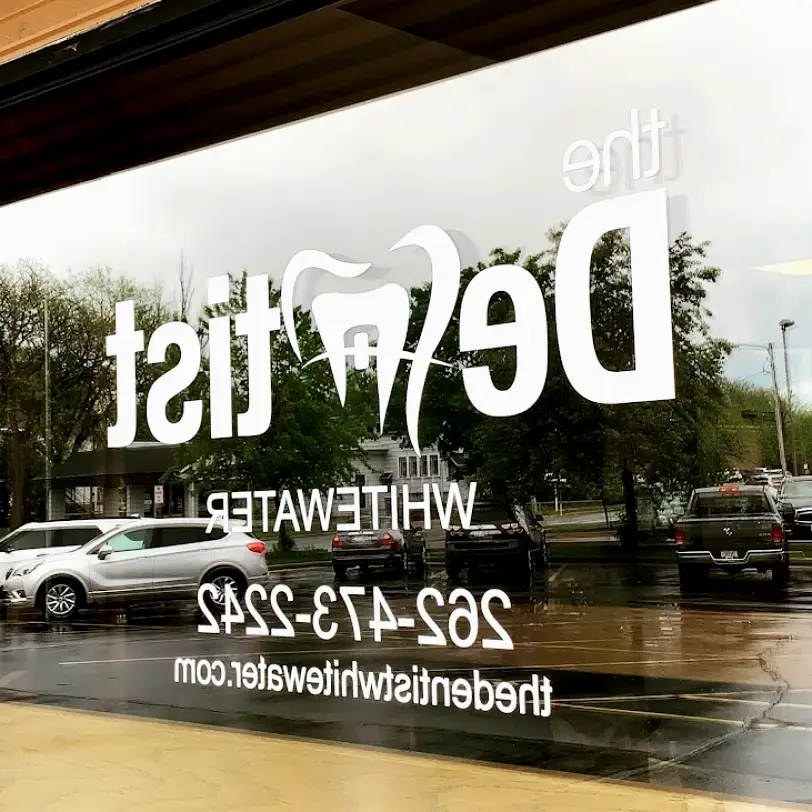 the
Dentist
WHITEWATER
262-473-2242
thedentistwhitewater.com